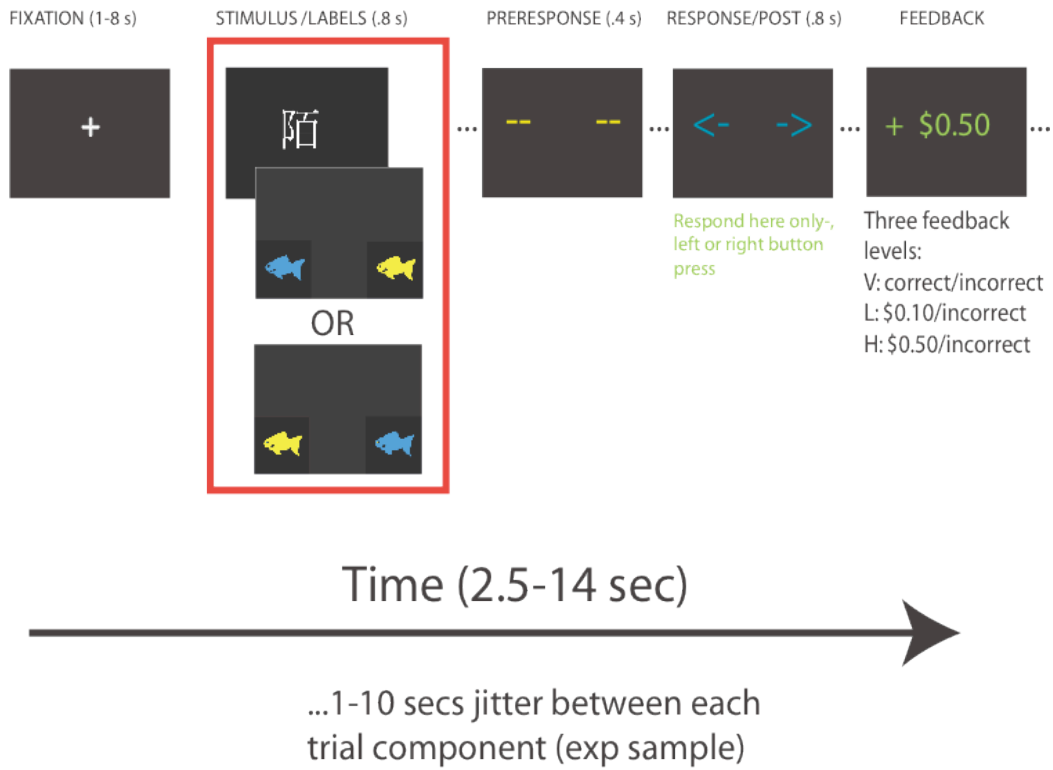 FIXATION (1-8 s)
STIMULUS /LABELS (.8 s)
PRERESPONSE (.4 s)
RESPONSE/POST (.8 s)
FEEDBACK
+
陌
...
-- --
...
<- ->
...
+ $0.50
...
OR
Respond here only-,
left or right button
press
Three feedback
levels:
V: correct/incorrect
L: $0.10/incorrect
H: $0.50/incorrect
Time (2.5-14 sec)
...1-10 secs jitter between each
trial component (exp sample)